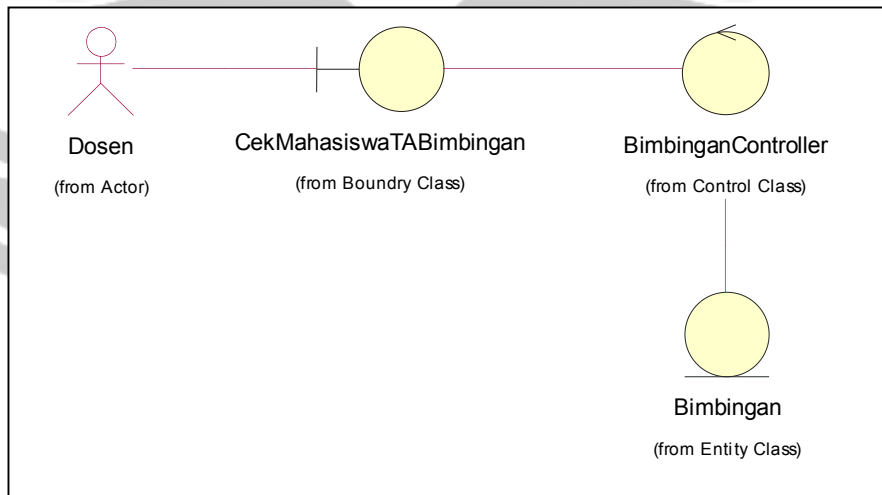 Dosen
(from Actor)
CekMahasiswaTABimbingan
(from Boundry Class)
BimbinganController
(from Control Class)
Bimbingan
(from Entity Class)